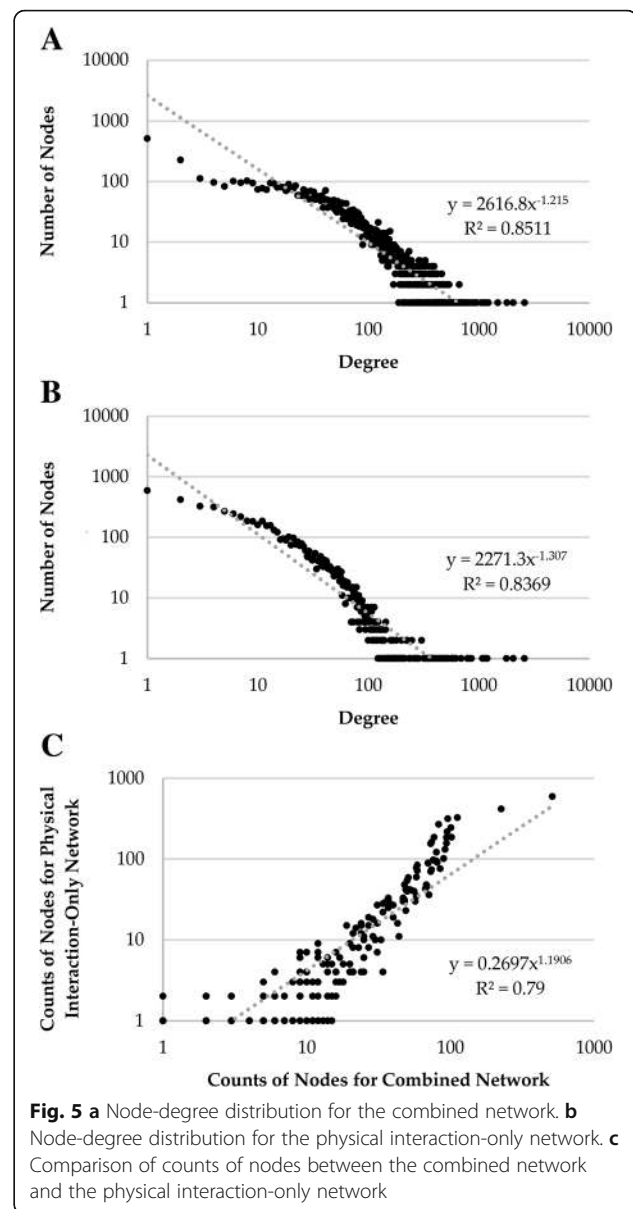 A
10000
1000
100
10
1
Number of Nodes
y = 2616.8x^-1.215
R² = 0.8511
1 10 100 1000 10000
Degree
B
10000
1000
100
10
1
Number of Nodes
y = 2271.3x^-1.307
R² = 0.8369
1 10 100 1000 10000
Degree
C
1000
100
10
1
Counts of Nodes for Physical
Interaction-Only Network
y = 0.2697x^1.1906
R² = 0.79
1 10 100 1000
Counts of Nodes for Combined Network
Fig. 5 a Node-degree distribution for the combined network. b
Node-degree distribution for the physical interaction-only network. c
Comparison of counts of nodes between the combined network
and the physical interaction-only network